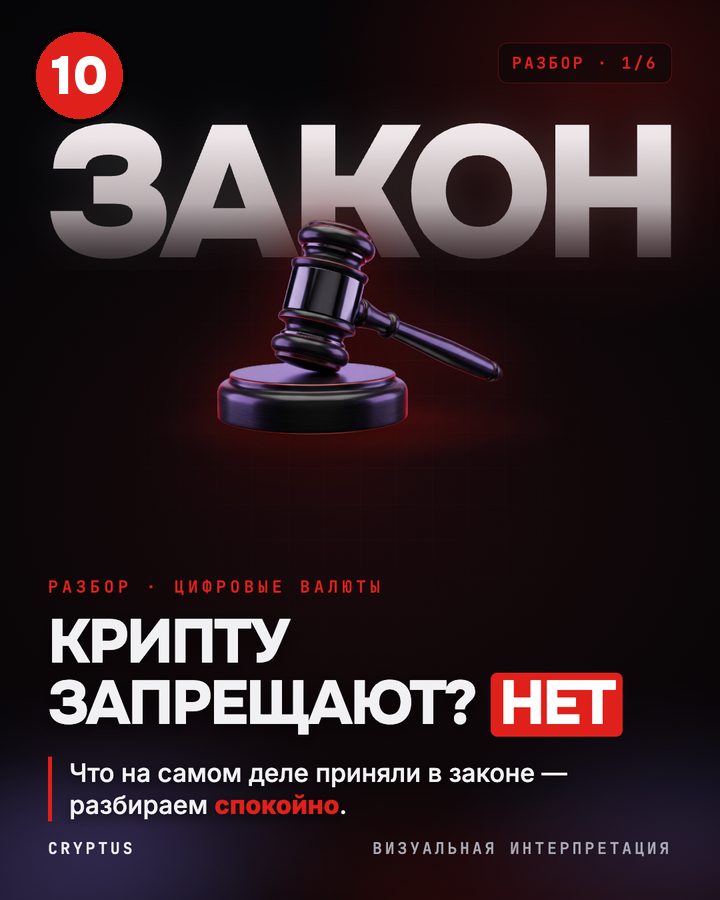 10
РАЗБОР · 1/6
ЗАКОН
РАЗБОР · ЦИФРОВЫЕ ВАЛЮТЫ
КРИПТУ
ЗАПРЕЩАЮТ? НЕТ
Что на самом деле приняли в законе —
разбираем спокойно.
CRYPTUS
ВИЗУАЛЬНАЯ ИНТЕРПРЕТАЦИЯ